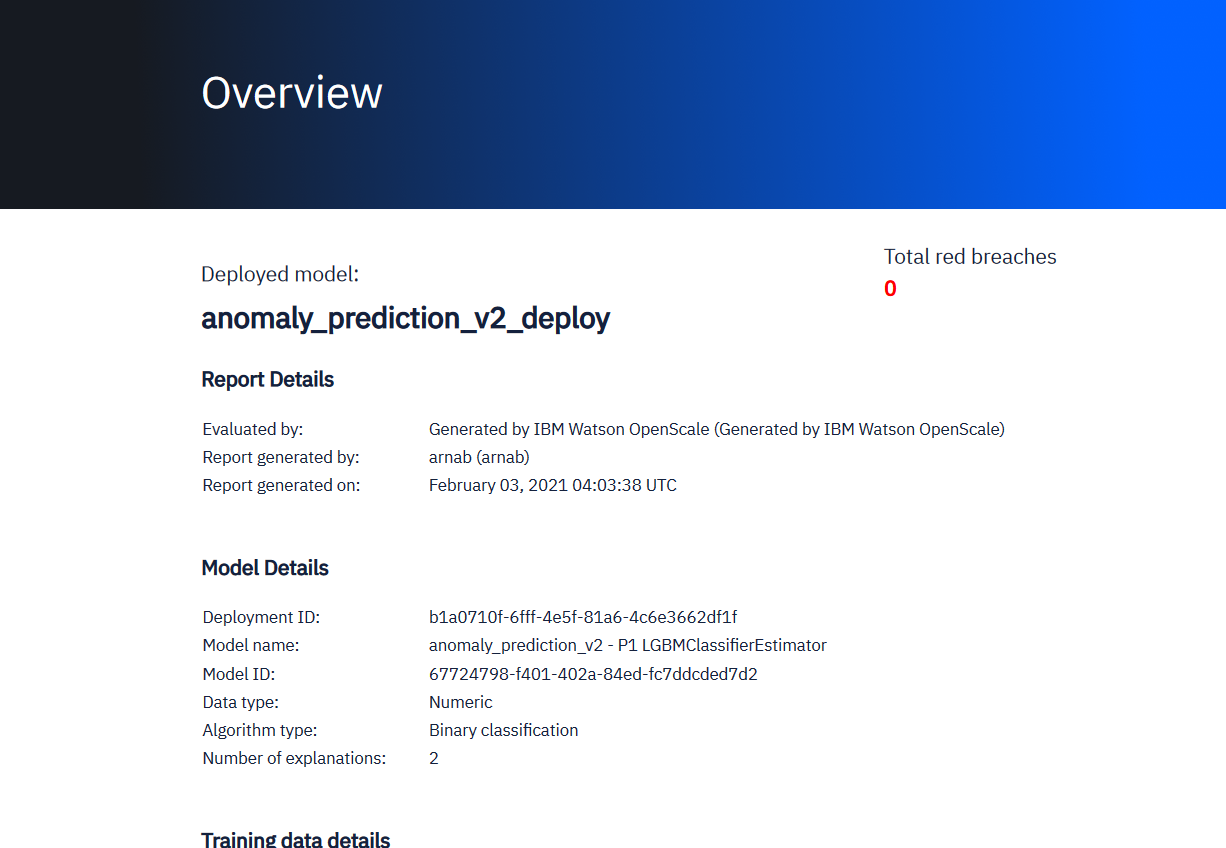 Overview
Total red breaches
0
Deployed model:
anomaly_prediction_v2_deploy
Report Details
Evaluated by: Generated by IBM Watson OpenScale (Generated by IBM Watson OpenScale)
Report generated by: arnab (arnab)
Report generated on: February 03, 2021 04:03:38 UTC
Model Details
Deployment ID: b1a0710f-6fff-4e5f-81a6-4c6e3662df1f
Model name: anomaly_prediction_v2 - P1 LGBMClassifierEstimator
Model ID: 67724798-f401-402a-84ed-fc7ddcded7d2
Data type: Numeric
Algorithm type: Binary classification
Number of explanations: 2
Training data details